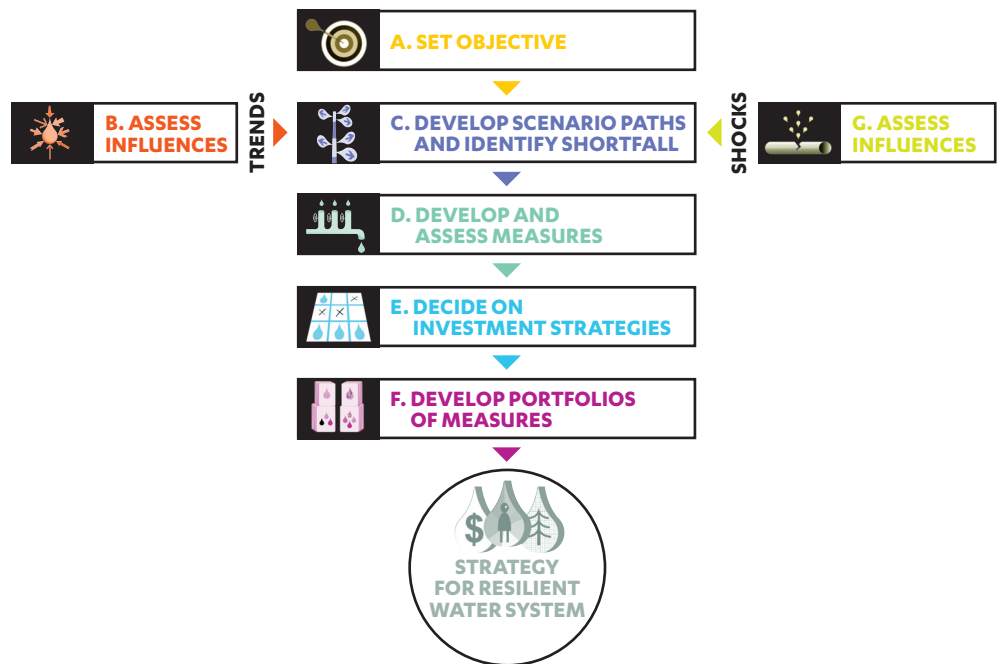 A. SET OBJECTIVE
B. ASSESS
INFLUENCES
TRENDS
C. DEVELOP SCENARIO PATHS
AND IDENTIFY SHORTFALL
SHOCKS
G. ASSESS
INFLUENCES
D. DEVELOP AND
ASSESS MEASURES
E. DECIDE ON
INVESTMENT STRATEGIES
F. DEVELOP PORTFOLIOS
OF MEASURES
$
STRATEGY
FOR RESILIENT
WATER SYSTEM